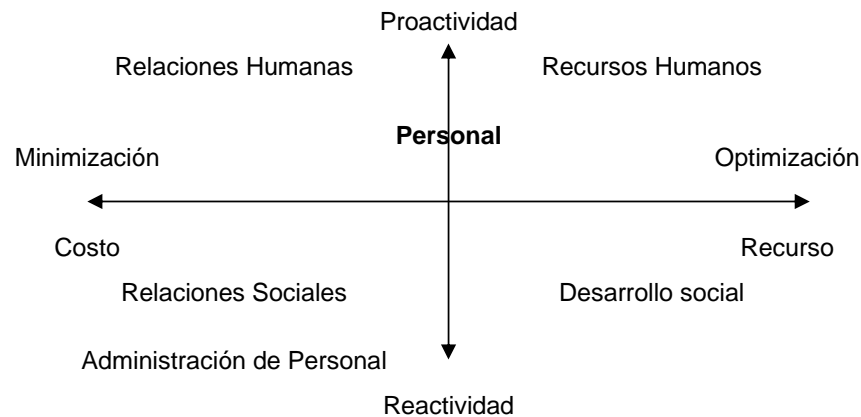 Proactividad
Relaciones Humanas Recursos Humanos
Personal
Minimización Optimización
Costo Recurso
Relaciones Sociales Desarrollo social
Administración de Personal
Reactividad